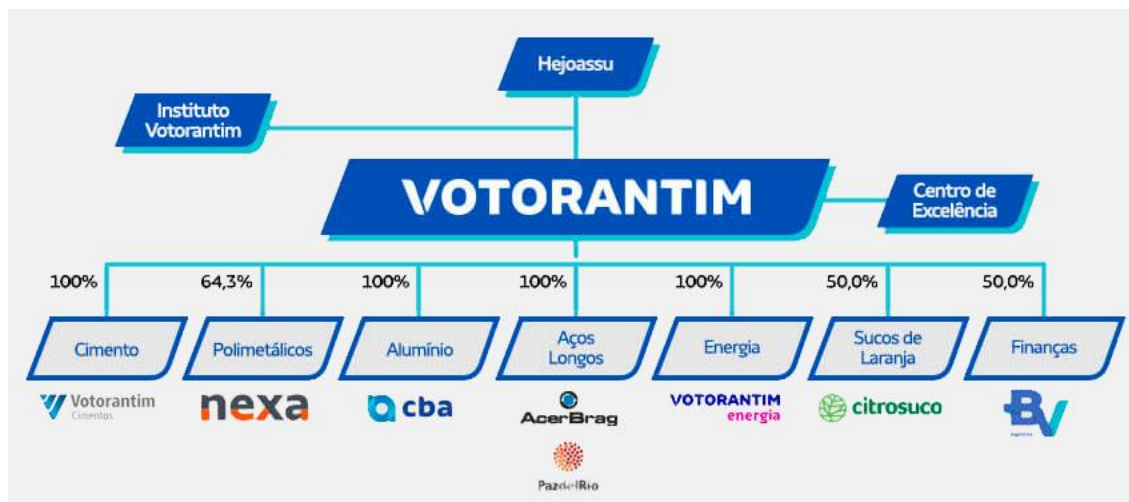 Hejoassu
Instituto
Votorantim
VOTORANTIM
Centro de
Excelência
100%
64,3%
100%
100%
100%
50,0%
50,0%
Cimento
Polimetálicos
Alumínio
Aços
Longos
Energia
Sucos de
Laranja
Finanças
Votorantim
Cimentos
nexa
cba
AcerBrag
PazdelRío
VOTORANTIM
energia
citrosuco
BV